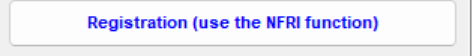 Registration (use the NFRI function)